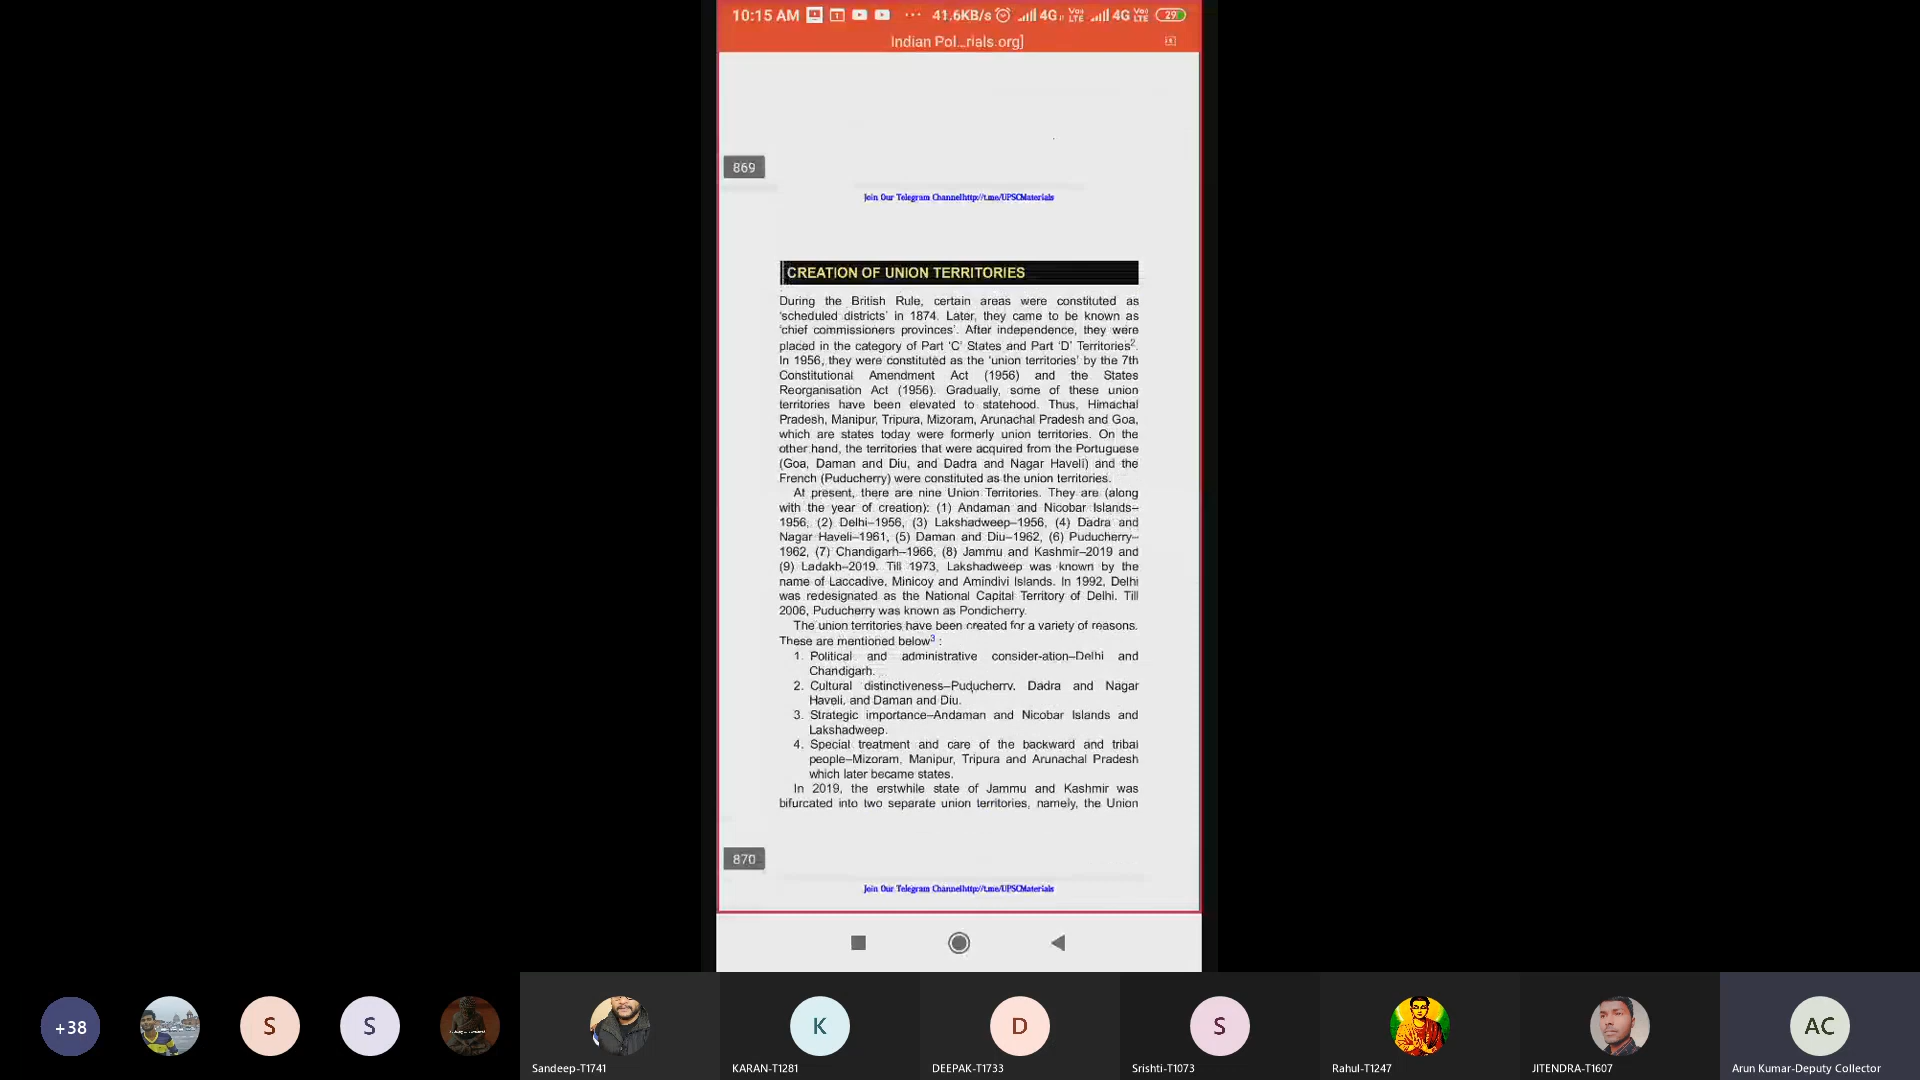 10:15 AM ··· 41.6KB/s 4G Vo) LTE 4G Vo) LTE 29
Indian Pol...rials.org]
869
Join Our Telegram Channelhttp://t.me/UPSCMaterials
CREATION OF UNION TERRITORIES
During the British Rule, certain areas were constituted as
'scheduled districts' in 1874. Later, they came to be known as
'chief commissioners provinces'. After independence, they were
placed in the category of Part 'C' States and Part 'D' Territories2.
In 1956, they were constituted as the 'union territories' by the 7th
Constitutional Amendment Act (1956) and the States
Reorganisation Act (1956). Gradually, some of these union
territories have been elevated to statehood. Thus, Himachal
Pradesh, Manipur, Tripura, Mizoram, Arunachal Pradesh and Goa,
which are states today were formerly union territories. On the
other hand, the territories that were acquired from the Portuguese
(Goa, Daman and Diu, and Dadra and Nagar Haveli) and the
French (Puducherry) were constituted as the union territories.
At present, there are nine Union Territories. They are (along
with the year of creation): (1) Andaman and Nicobar Islands–
1956, (2) Delhi–1956, (3) Lakshadweep–1956, (4) Dadra and
Nagar Haveli–1961, (5) Daman and Diu–1962, (6) Puducherry–
1962, (7) Chandigarh–1966, (8) Jammu and Kashmir–2019 and
(9) Ladakh–2019. Till 1973, Lakshadweep was known by the
name of Laccadive, Minicoy and Amindivi Islands. In 1992, Delhi
was redesignated as the National Capital Territory of Delhi. Till
2006, Puducherry was known as Pondicherry.
The union territories have been created for a variety of reasons.
These are mentioned below3 :
1. Political and administrative consider-ation–Delhi and
Chandigarh.
2. Cultural distinctiveness–Puducherry, Dadra and Nagar
Haveli, and Daman and Diu.
3. Strategic importance–Andaman and Nicobar Islands and
Lakshadweep.
4. Special treatment and care of the backward and tribal
people–Mizoram, Manipur, Tripura and Arunachal Pradesh
which later became states.
In 2019, the erstwhile state of Jammu and Kashmir was
bifurcated into two separate union territories, namely, the Union
870
Join Our Telegram Channelhttp://t.me/UPSCMaterials
+38 S S K D S AC
Sandeep-T1741 KARAN-T1281 DEEPAK-T1733 Srishti-T1073 Rahul-T1247 JITENDRA-T1607 Arun Kumar-Deputy Collector